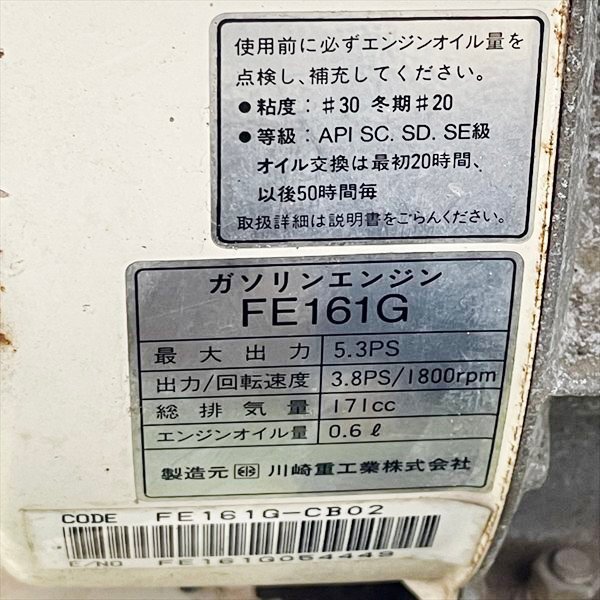 使用前に必ずエンジンオイル量を
点検し、補充してください。
●粘度：♯30 冬期♯20
●等級：API SC. SD. SE級
オイル交換は最初20時間、
以後50時間毎
取扱詳細は説明書をごらんください。
ガソリンエンジン
FE161G
最大出力 5.3PS
出力/回転速度 3.8PS/1800rpm
総排気量 171cc
エンジンオイル量 0.6ℓ
製造元 川崎重工業株式会社
CODE FE161G-CB02
E/NO FE161G054449